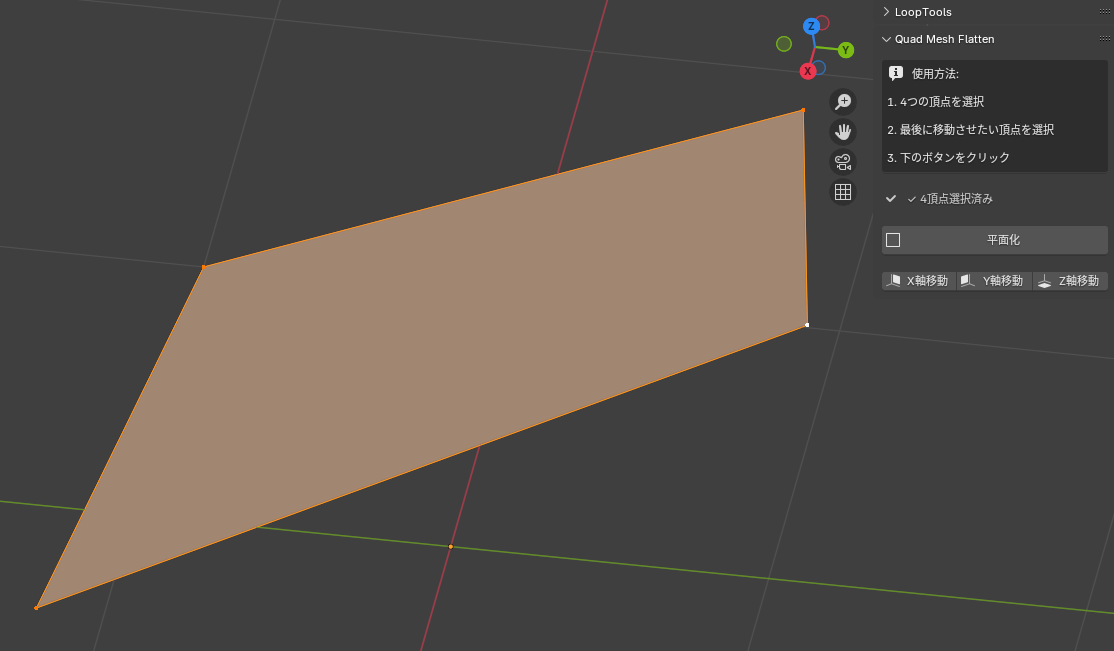 LoopTools
Quad Mesh Flatten
使用方法:
1. 4つの頂点を選択
2. 最後に移動させたい頂点を選択
3. 下のボタンをクリック
✓ 4頂点選択済み
平面化
X軸移動 Y軸移動 Z軸移動
Z
Y
X